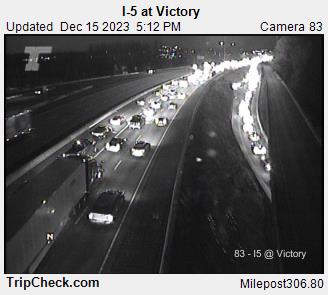 I-5 at Victory
Updated Dec 15 2023 5:12 PM Camera 83
T
N
83 - I5 @ Victory
TripCheck.com Milepost306.80